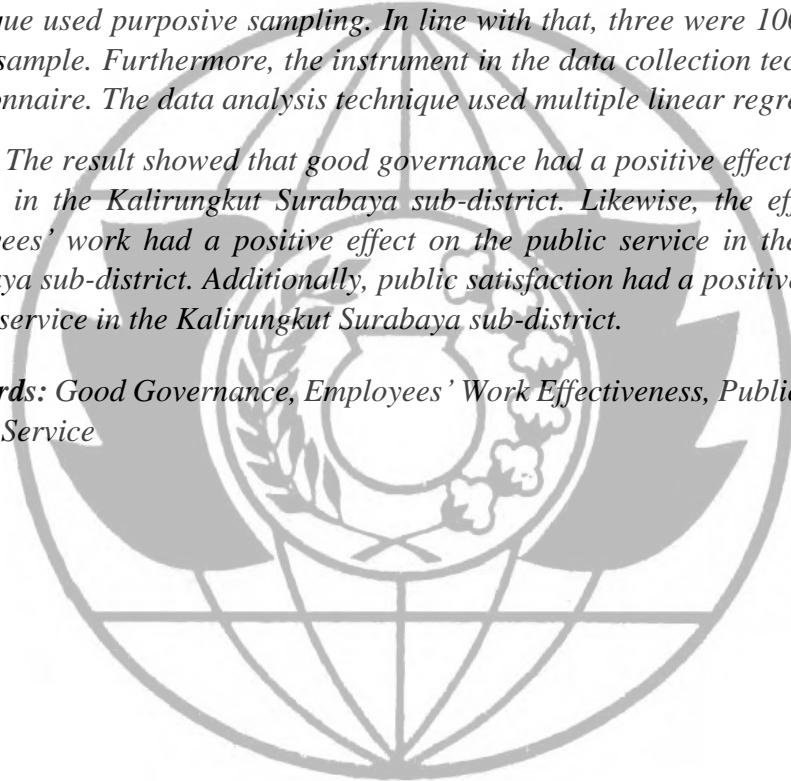 que used purposive sampling. In line with that, three were 100
sample. Furthermore, the instrument in the data collection tec
onnaire. The data analysis technique used multiple linear regre
The result showed that good governance had a positive effect
in the Kalirungkut Surabaya sub-district. Likewise, the eff
yees’ work had a positive effect on the public service in the
aya sub-district. Additionally, public satisfaction had a positive
service in the Kalirungkut Surabaya sub-district.
rds: Good Governance, Employees’ Work Effectiveness, Public
Service